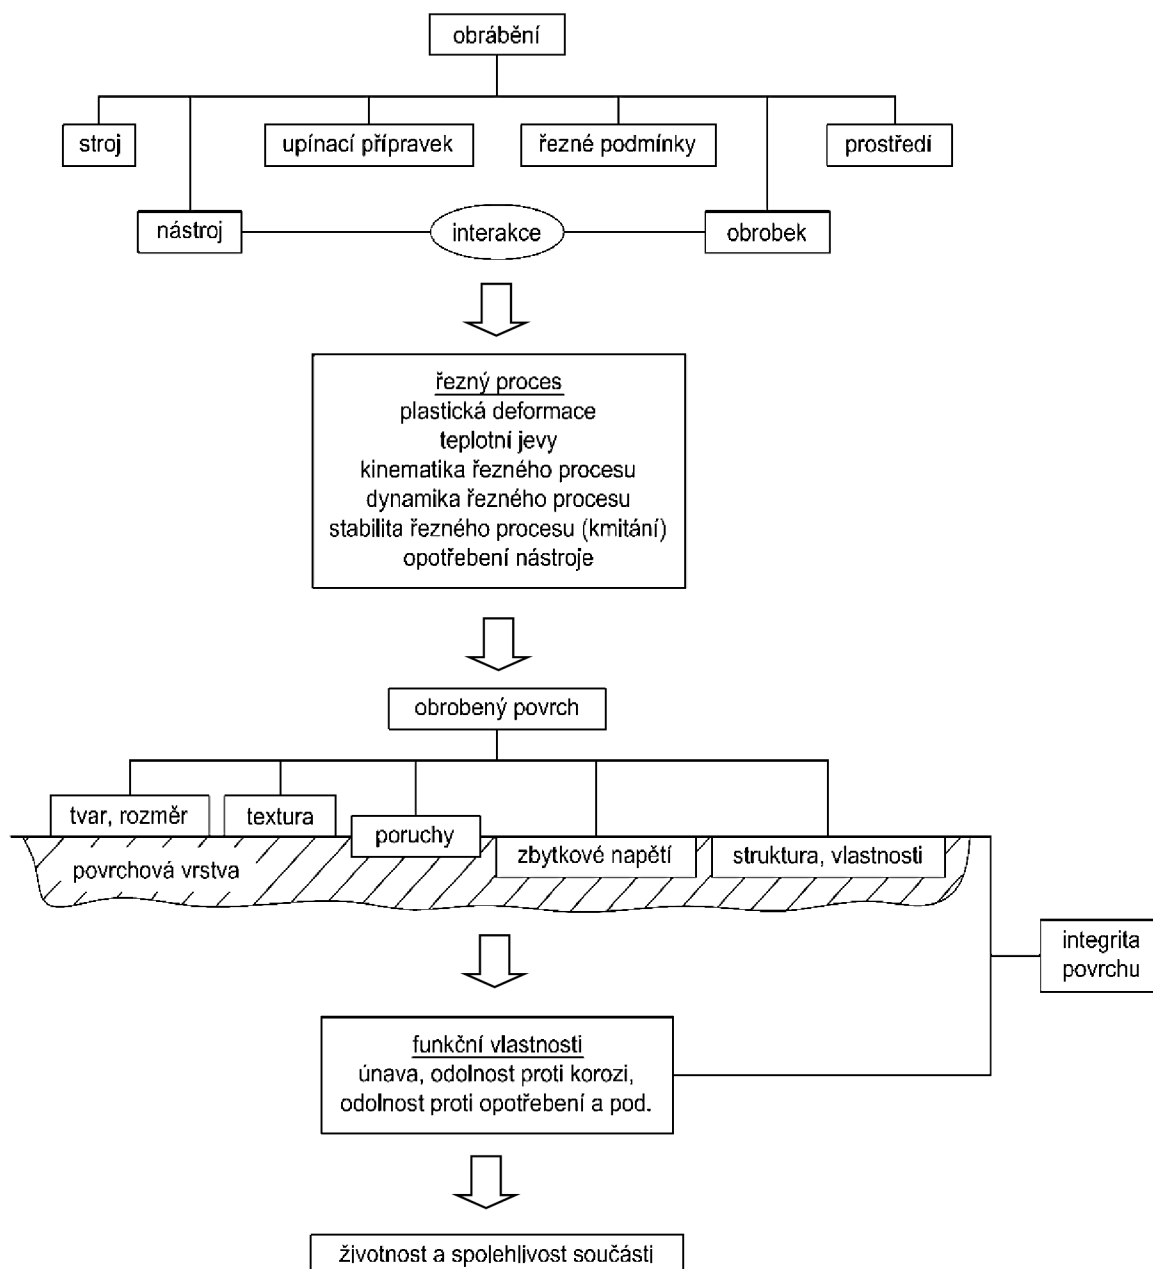 obrábění
stroj
upínací přípravek
řezné podmínky
prostředí
nástroj
interakce
obrobek
řezný proces
plastická deformace
teplotní jevy
kinematika řezného procesu
dynamika řezného procesu
stabilita řezného procesu (kmitání)
opotřebení nástroje
obrobený povrch
tvar, rozměr
textura
poruchy
zbytkové napětí
struktura, vlastnosti
povrchová vrstva
integrita
povrchu
funkční vlastnosti
únava, odolnost proti korozi,
odolnost proti opotřebení a pod.
životnost a spolehlivost součásti